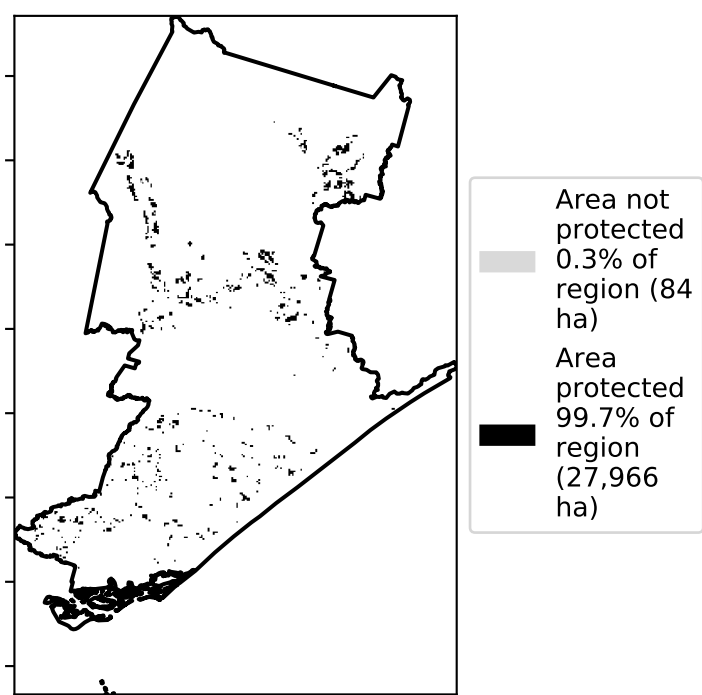 Area not
protected
0.3% of
region (84
ha)
Area
protected
99.7% of
region
(27,966
ha)